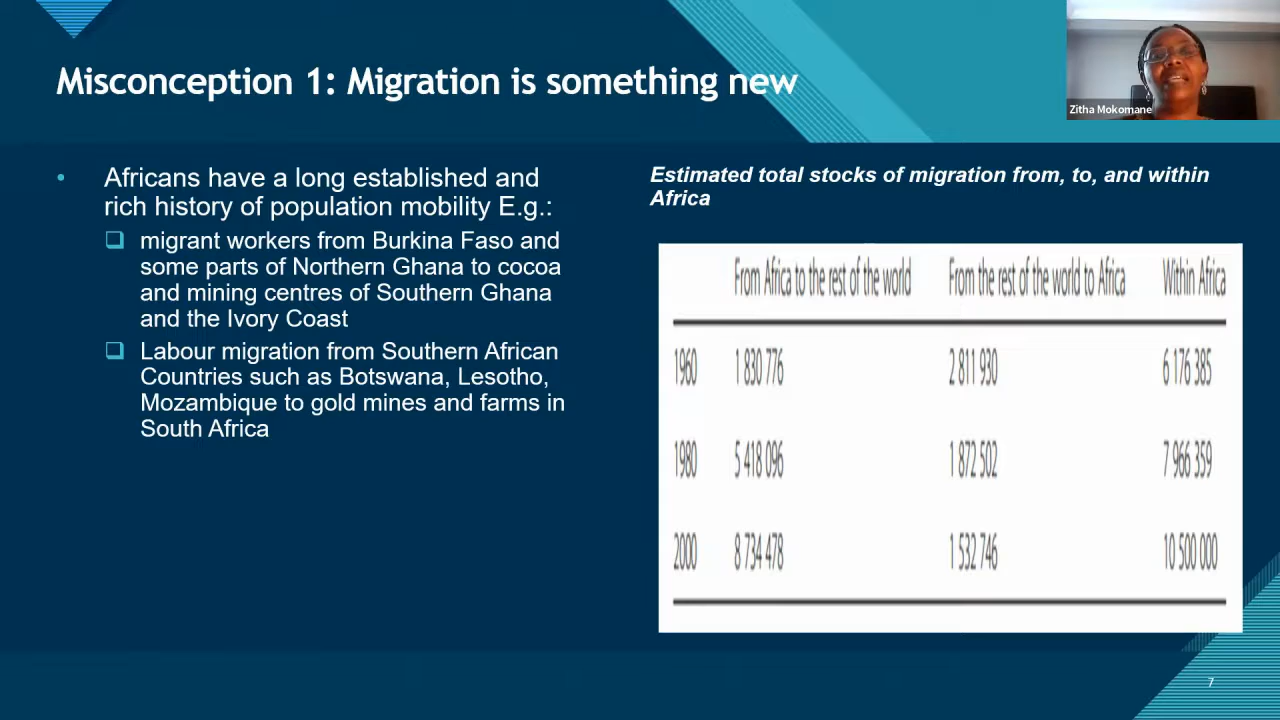 Misconception 1: Migration is something new
Zitha Mokomane
• Africans have a long established and
rich history of population mobility E.g.:
❑ migrant workers from Burkina Faso and
some parts of Northern Ghana to cocoa
and mining centres of Southern Ghana
and the Ivory Coast
❑ Labour migration from Southern African
Countries such as Botswana, Lesotho,
Mozambique to gold mines and farms in
South Africa
Estimated total stocks of migration from, to, and within
Africa
From Africa to the rest of the world From the rest of the world to Africa Within Africa
1960 1 830 776 2 811 930 6 176 385
1980 5 418 096 1 872 502 7 966 359
2000 8 734 478 1 532 746 10 500 000
7